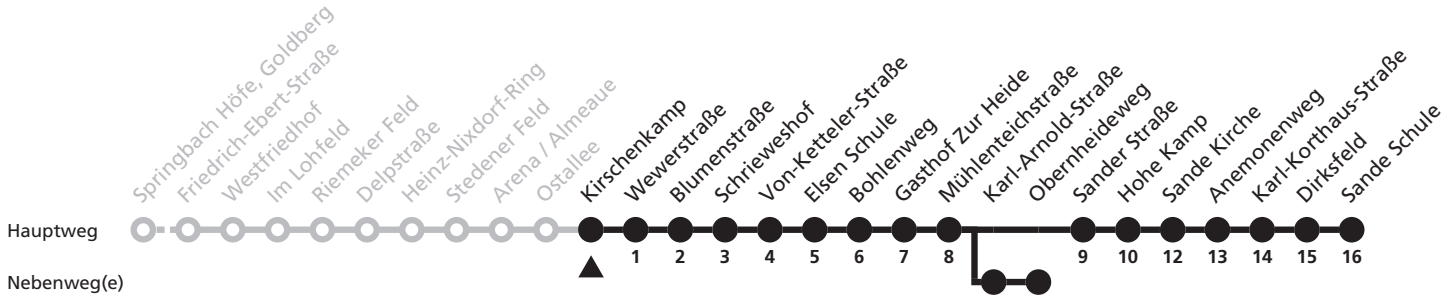 Springbach Höfe, Goldberg
Friedrich-Ebert-Straße
Westfriedhof
Im Lohfeld
Riemeker Feld
Delpstraße
Heinz-Nixdorf-Ring
Stedener Feld
Arena / Almeaue
Ostallee
Kirschenkamp
Wewerstraße
Blumenstraße
Schrieweshof
Von-Ketteler-Straße
Elsen Schule
Bohlenweg
Gasthof Zur Heide
Mühlenteichstraße
Karl-Arnold-Straße
Obernheideweg
Sander Straße
Hohe Kamp
Sande Kirche
Anemonenweg
Karl-Korthaus-Straße
Dirksfeld
Sande Schule
Hauptweg
1 2 3 4 5 6 7 8 9 10 12 13 14 15 16
Nebenweg(e)